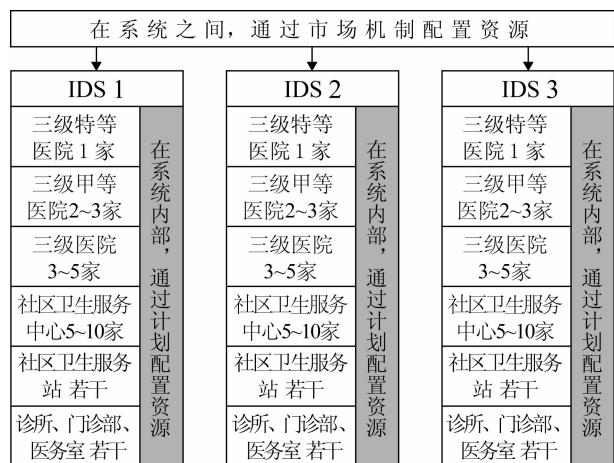 在系统之间，通过市场机制配置资源
IDS 1
三级特等
医院1家
三级甲等
医院2~3家
三级医院
3~5家
社区卫生服务
中心5~10家
社区卫生服务
站 若干
诊所、门诊部、
医务室 若干
在系统内部，通过计划配置资源
IDS 2
三级特等
医院1家
三级甲等
医院2~3家
三级医院
3~5家
社区卫生服务
中心5~10家
社区卫生服务
站 若干
诊所、门诊部、
医务室 若干
在系统内部，通过计划配置资源
IDS 3
三级特等
医院1家
三级甲等
医院2~3家
三级医院
3~5家
社区卫生服务
中心5~10家
社区卫生服务
站 若干
诊所、门诊部、
医务室 若干
在系统内部，通过计划配置资源